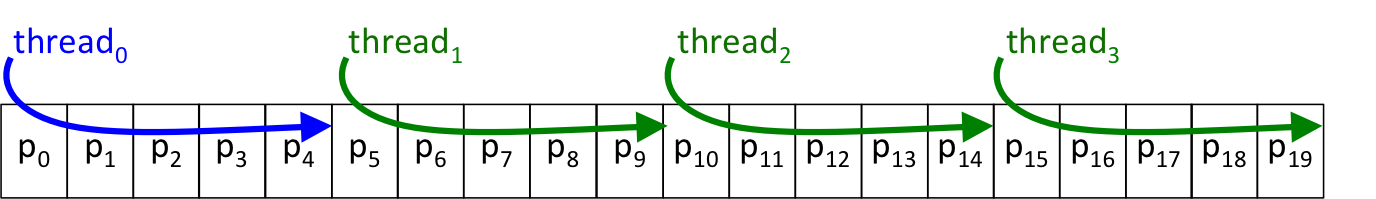 thread₀ thread₁ thread₂ thread₃
p₀ p₁ p₂ p₃ p₄ p₅ p₆ p₇ p₈ p₉ p₁₀ p₁₁ p₁₂ p₁₃ p₁₄ p₁₅ p₁₆ p₁₇ p₁₈ p₁₉